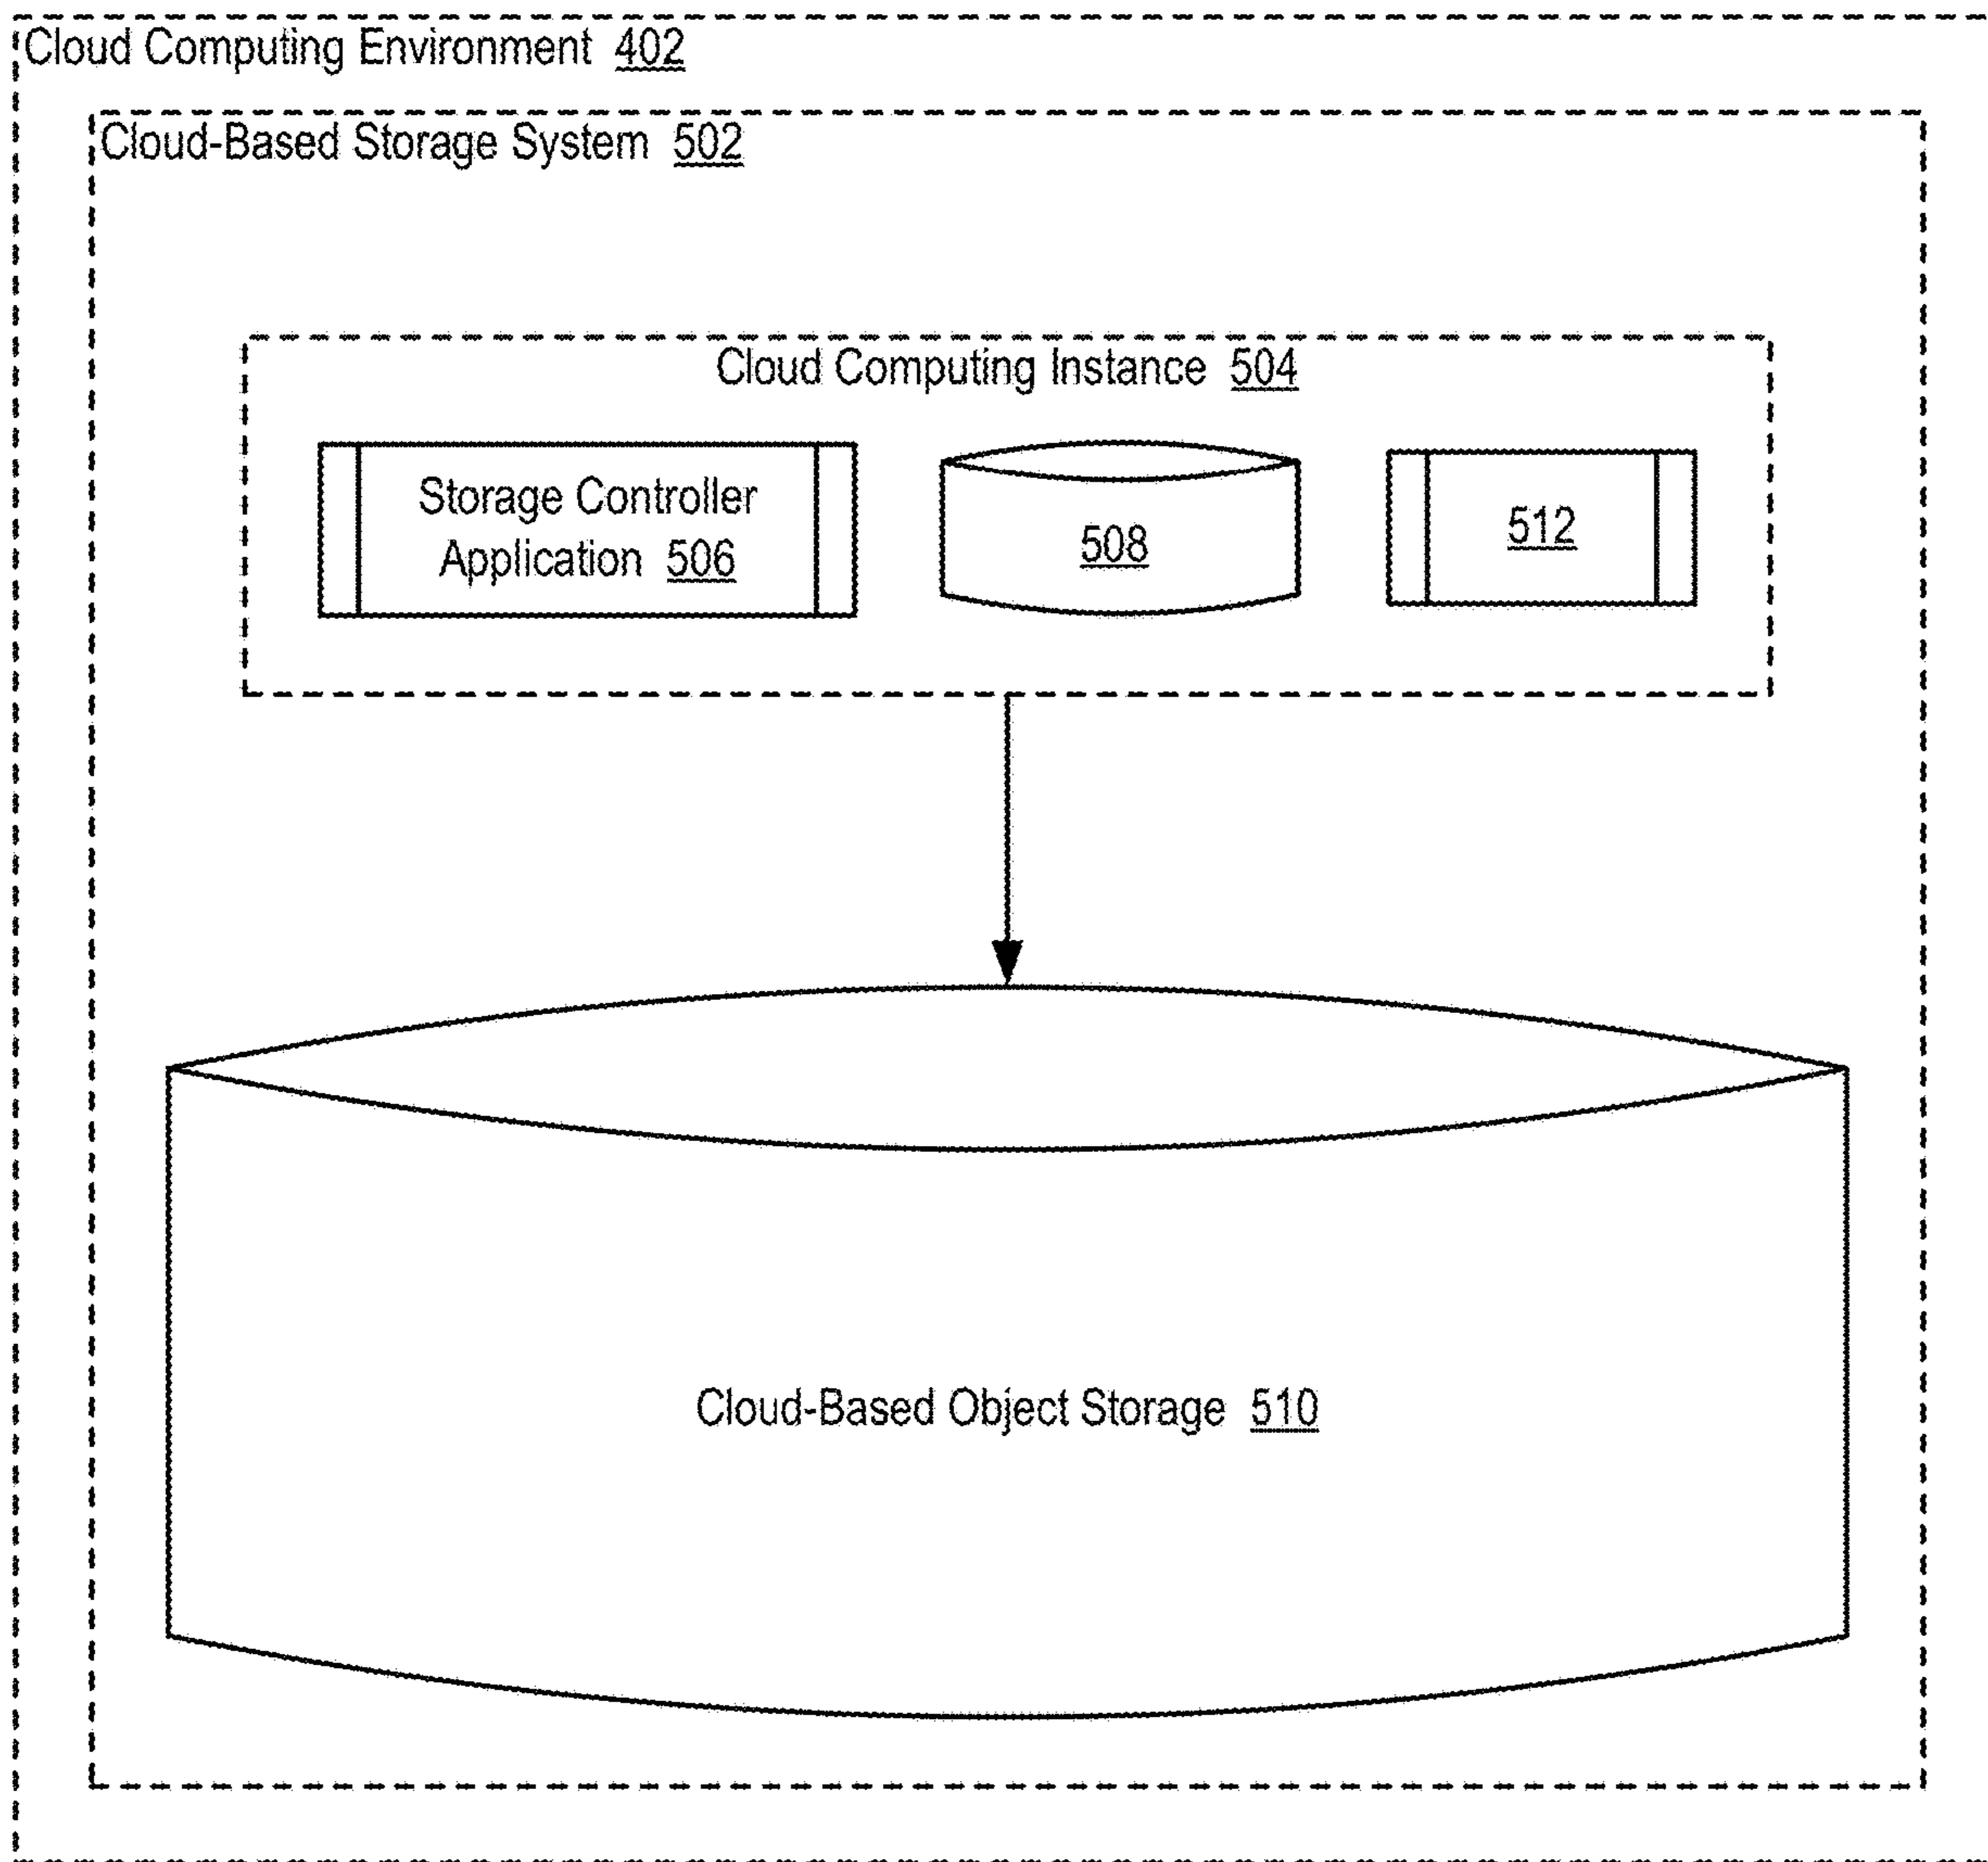 Cloud Computing Environment 402
Cloud-Based Storage System 502
Cloud Computing Instance 504
Storage Controller
Application 506
508
512
Cloud-Based Object Storage 510